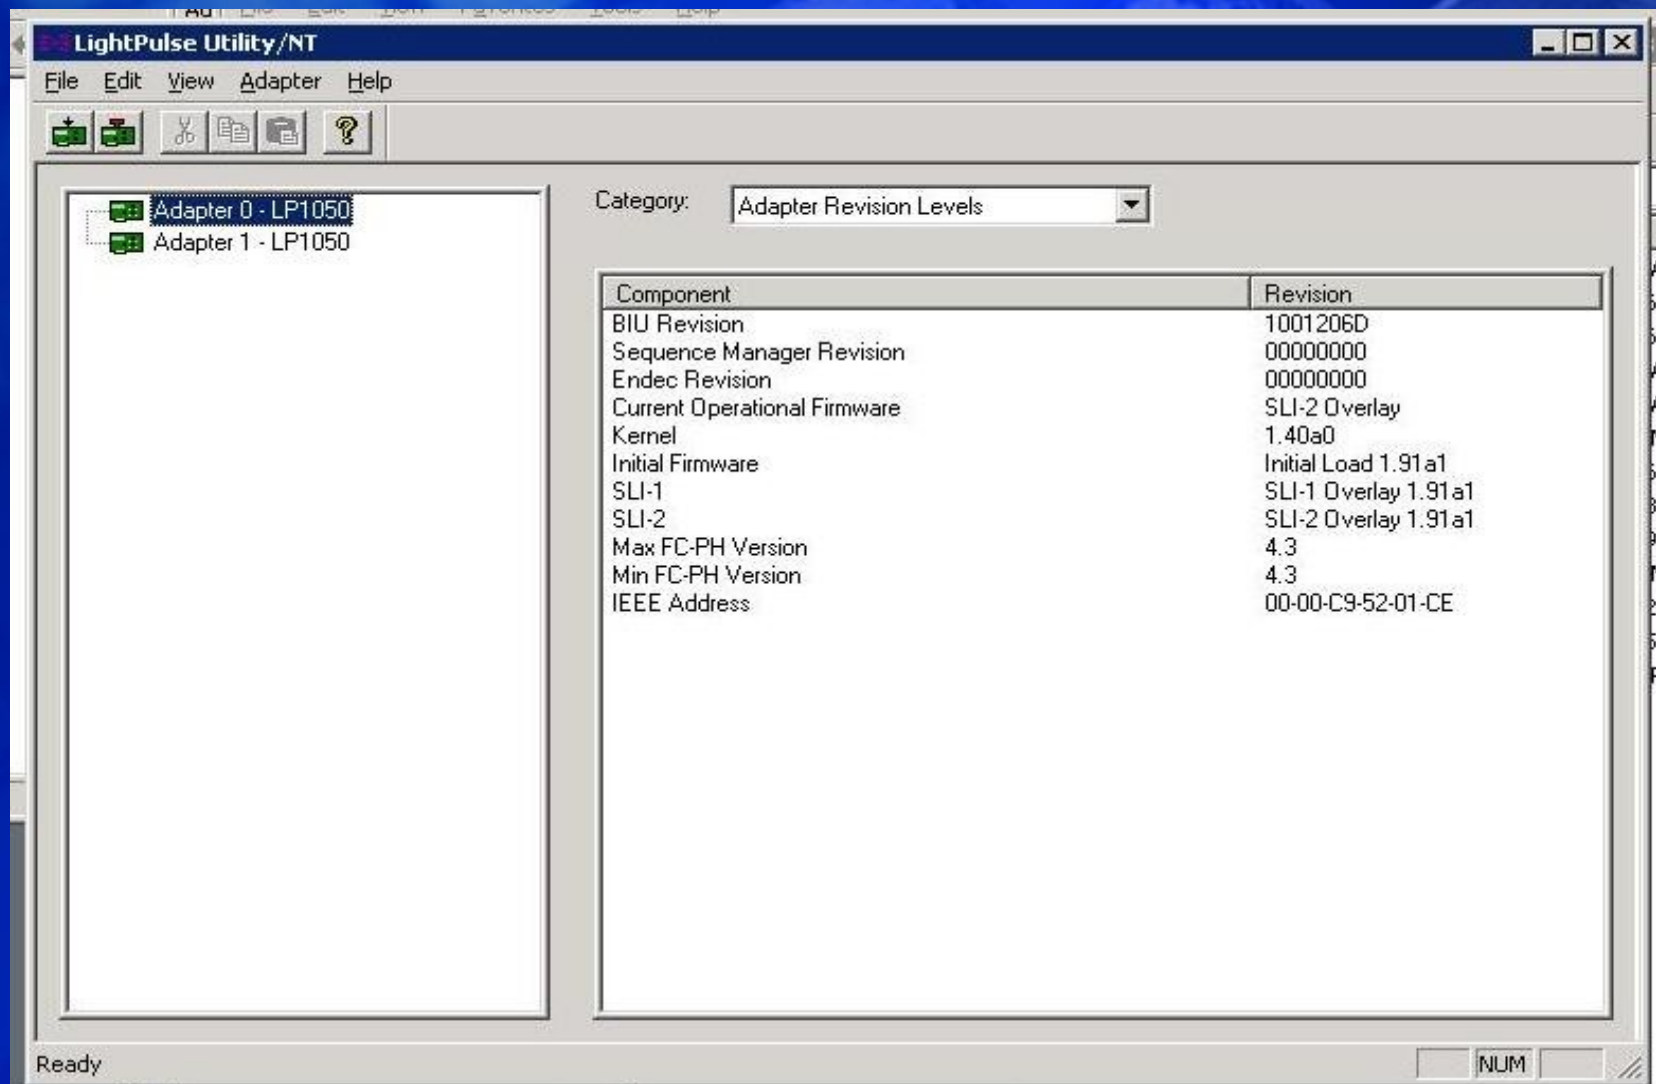 LightPulse Utility/NT
File Edit View Adapter Help
Adapter 0 - LP1050
Adapter 1 - LP1050
Category: Adapter Revision Levels
Component Revision
BIU Revision 1001206D
Sequence Manager Revision 00000000
Endec Revision 00000000
Current Operational Firmware SLI-2 Overlay
Kernel 1.40a0
Initial Firmware Initial Load 1.91a1
SLI-1 SLI-1 Overlay 1.91a1
SLI-2 SLI-2 Overlay 1.91a1
Max FC-PH Version 4.3
Min FC-PH Version 4.3
IEEE Address 00-00-C9-52-01-CE
Ready NUM